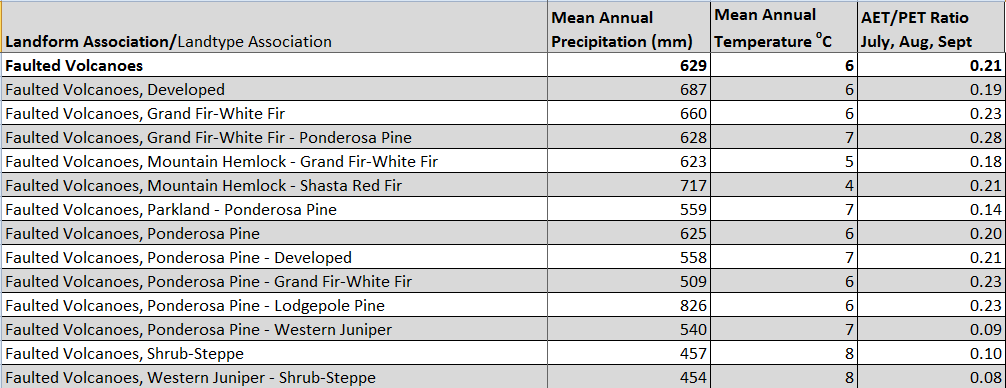 Landform Association/Landtype Association Mean Annual Precipitation (mm) Mean Annual Temperature °C AET/PET Ratio July, Aug, Sept
Faulted Volcanoes 629 6 0.21
Faulted Volcanoes, Developed 687 6 0.19
Faulted Volcanoes, Grand Fir-White Fir 660 6 0.23
Faulted Volcanoes, Grand Fir-White Fir - Ponderosa Pine 628 7 0.28
Faulted Volcanoes, Mountain Hemlock - Grand Fir-White Fir 623 5 0.18
Faulted Volcanoes, Mountain Hemlock - Shasta Red Fir 717 4 0.21
Faulted Volcanoes, Parkland - Ponderosa Pine 559 7 0.14
Faulted Volcanoes, Ponderosa Pine 625 6 0.20
Faulted Volcanoes, Ponderosa Pine - Developed 558 7 0.21
Faulted Volcanoes, Ponderosa Pine - Grand Fir-White Fir 509 6 0.23
Faulted Volcanoes, Ponderosa Pine - Lodgepole Pine 826 6 0.23
Faulted Volcanoes, Ponderosa Pine - Western Juniper 540 7 0.09
Faulted Volcanoes, Shrub-Steppe 457 8 0.10
Faulted Volcanoes, Western Juniper - Shrub-Steppe 454 8 0.08